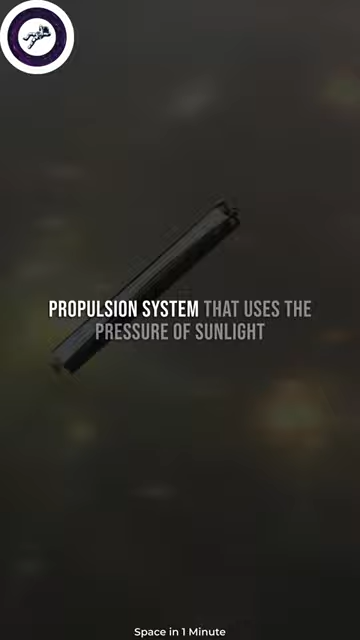 PROPULSION SYSTEM THAT USES THE
PRESSURE OF SUNLIGHT
Space in 1 Minute